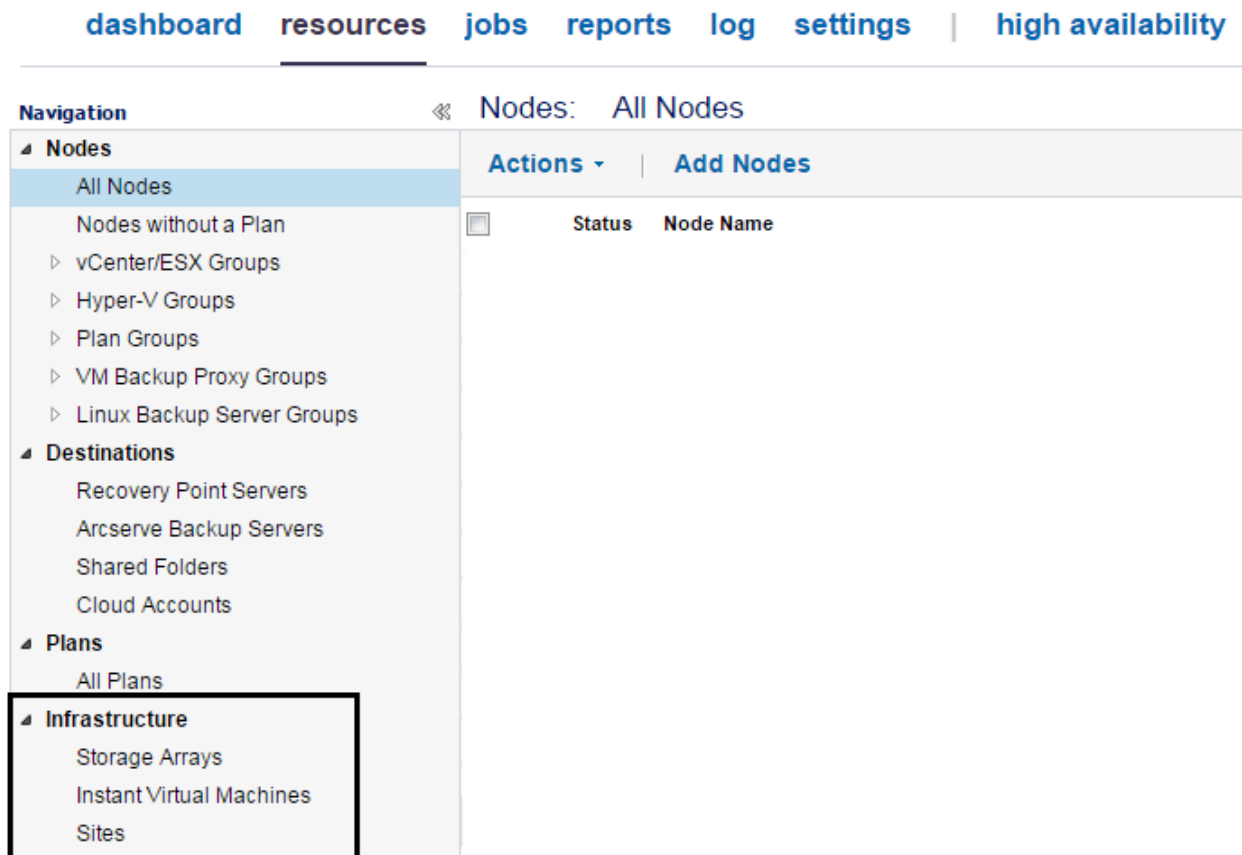 dashboard resources jobs reports log settings | high availability
Navigation
Nodes: All Nodes
Nodes
Actions | Add Nodes
All Nodes
Nodes without a Plan
Status Node Name
vCenter/ESX Groups
Hyper-V Groups
Plan Groups
VM Backup Proxy Groups
Linux Backup Server Groups
Destinations
Recovery Point Servers
Arcserve Backup Servers
Shared Folders
Cloud Accounts
Plans
All Plans
Infrastructure
Storage Arrays
Instant Virtual Machines
Sites